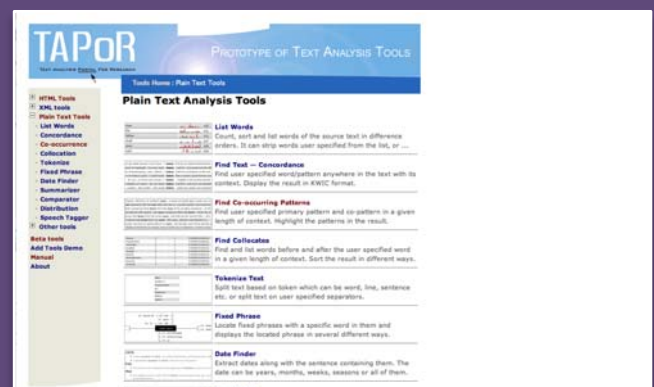 TAPoR
TEXT ANALYSIS PORTAL FOR RESEARCH
PROTOTYPE OF TEXT ANALYSIS TOOLS
Tools Home : Plain Text Tools
HTML Tools
XML tools
Plain Text Tools
- List Words
- Concordance
- Co-occurrence
- Collocation
- Tokenize
- Fixed Phrase
- Date Finder
- Summarizer
- Comparator
- Distribution
- Speech Tagger
Other tools
Beta tools
Add Tools Demo
Manual
About
Plain Text Analysis Tools
List Words
Count, sort and list words of the source text in difference
orders. It can strip words user specified from the list, or ...
Find Text — Concordance
Find user specified word/pattern anywhere in the text with its
context. Display the result in KWIC format.
Find Co-occurring Patterns
Find user specified primary pattern and co-pattern in a given
length of context. Highlight the patterns in the result.
Find Collocates
Find and list words before and after the user specified word
in a given length of context. Sort the result in different ways.
Tokenize Text
Split text based on token which can be word, line, sentence
etc. or split text on user specified separators.
Fixed Phrase
Locate fixed phrases with a specific word in them and
displays the located phrase in several different ways.
Date Finder
Extract dates along with the sentence containing them. The
date can be years, months, weeks, seasons or all of them.